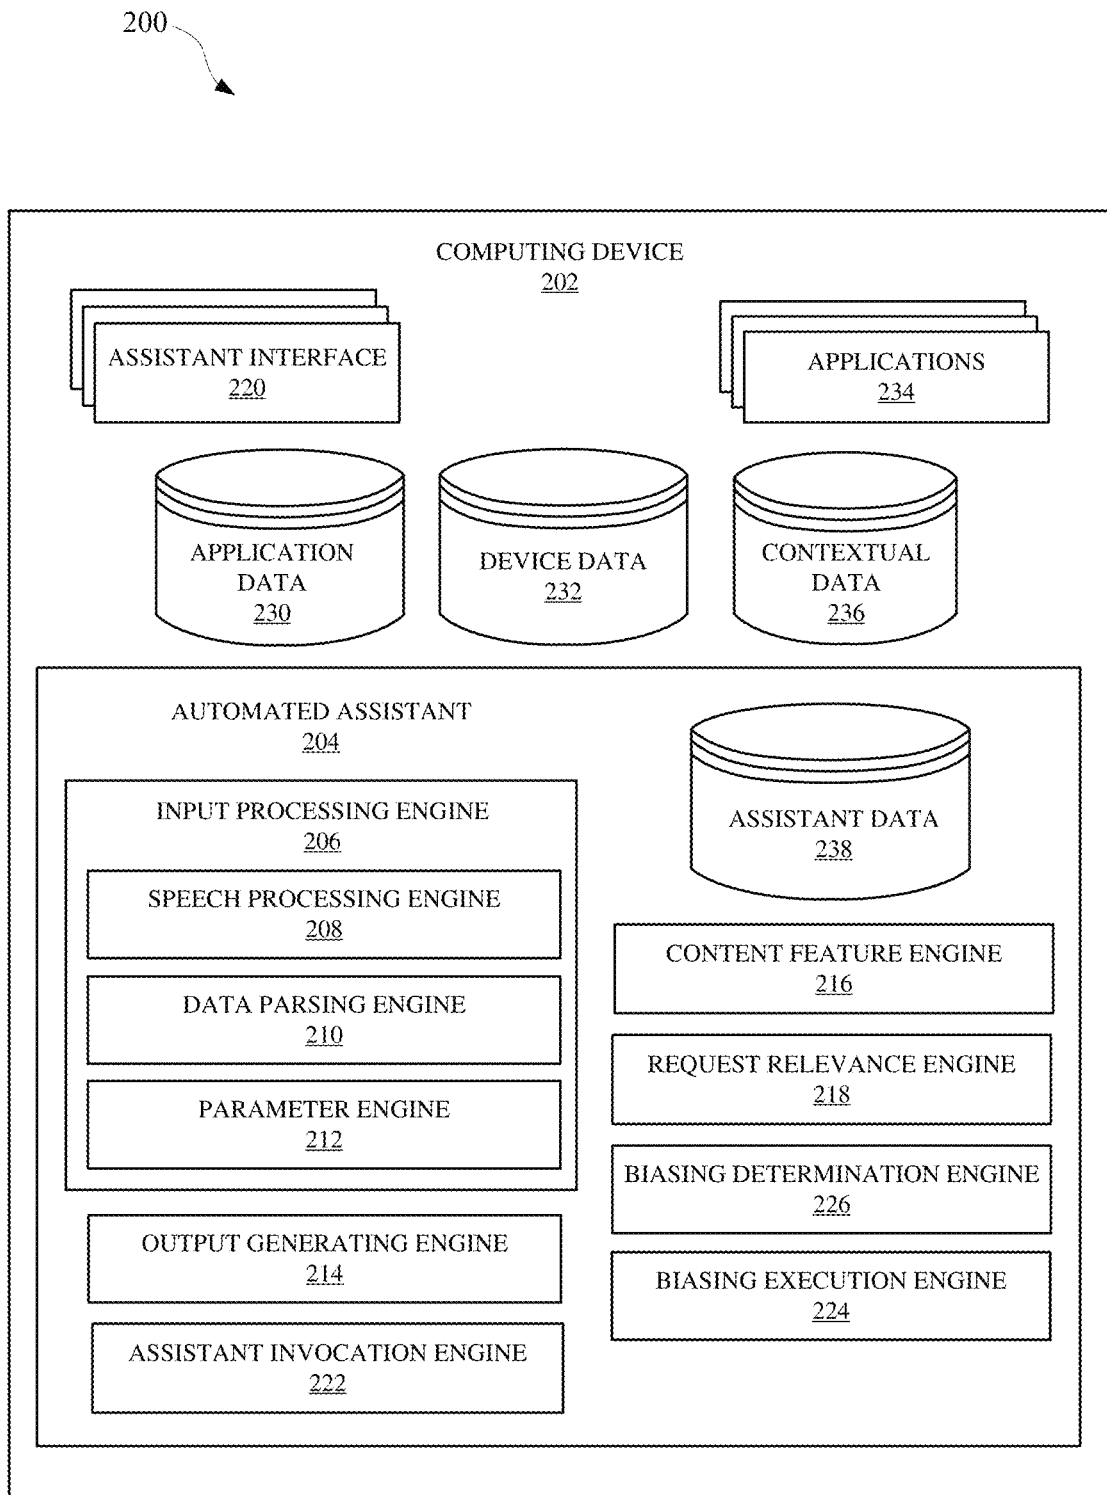 200
COMPUTING DEVICE
202
ASSISTANT INTERFACE
220
APPLICATIONS
234
APPLICATION
DATA
230
DEVICE DATA
232
CONTEXTUAL
DATA
236
AUTOMATED ASSISTANT
204
INPUT PROCESSING ENGINE
206
SPEECH PROCESSING ENGINE
208
DATA PARSING ENGINE
210
PARAMETER ENGINE
212
OUTPUT GENERATING ENGINE
214
ASSISTANT INVOCATION ENGINE
222
ASSISTANT DATA
238
CONTENT FEATURE ENGINE
216
REQUEST RELEVANCE ENGINE
218
BIASING DETERMINATION ENGINE
226
BIASING EXECUTION ENGINE
224